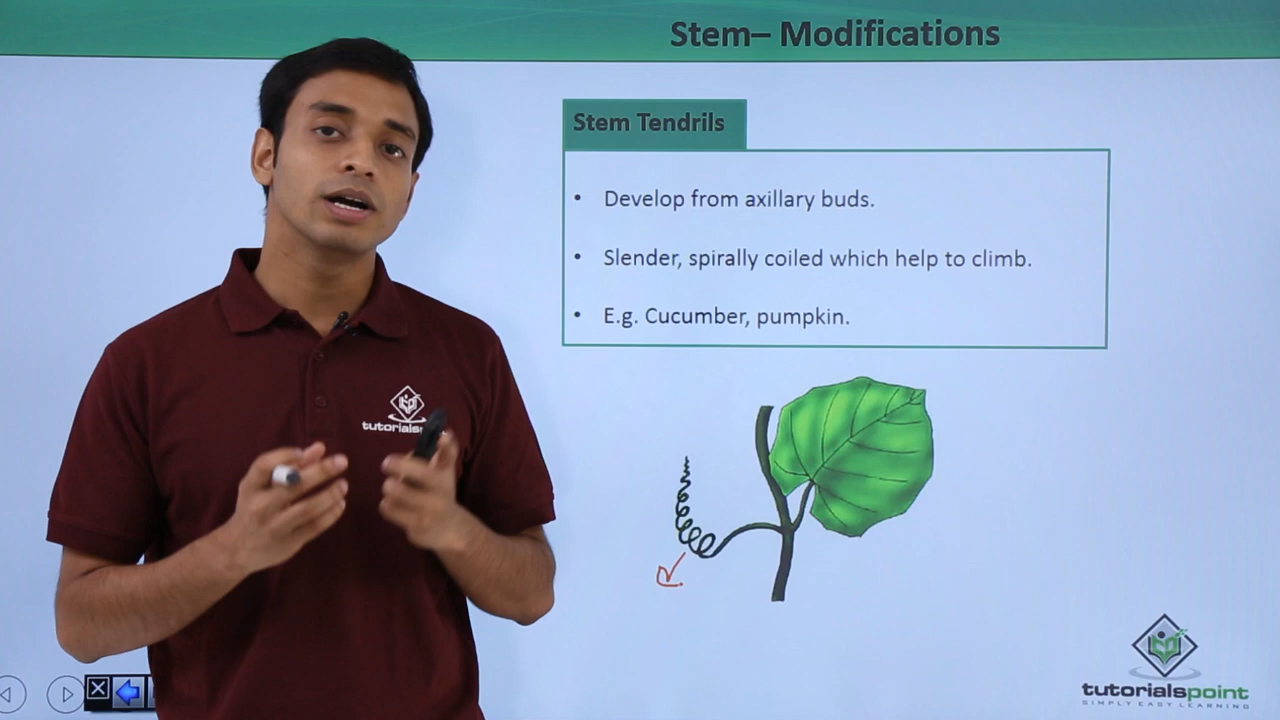 Stem– Modifications
Stem Tendrils
• Develop from axillary buds.
• Slender, spirally coiled which help to climb.
• E.g. Cucumber, pumpkin.
tutorials
tutorialspoint
SIMPLY EASY LEARNING